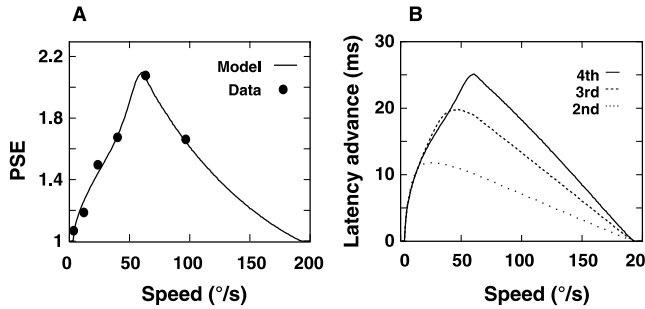 A
PSE
2.2
1.8
1.4
1
Model
Data
0
50
100
150
200
Speed (°/s)
B
Latency advance (ms)
30
20
10
0
4th
3rd
2nd
0
50
100
150
20
Speed (°/s)